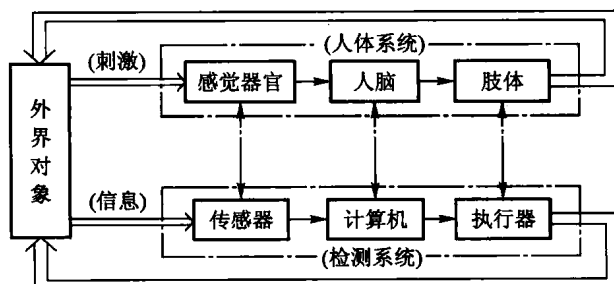 (人体系统)
(刺激)
感觉器官
人脑
肢体
外界对象
(信息)
传感器
计算机
执行器
(检测系统)